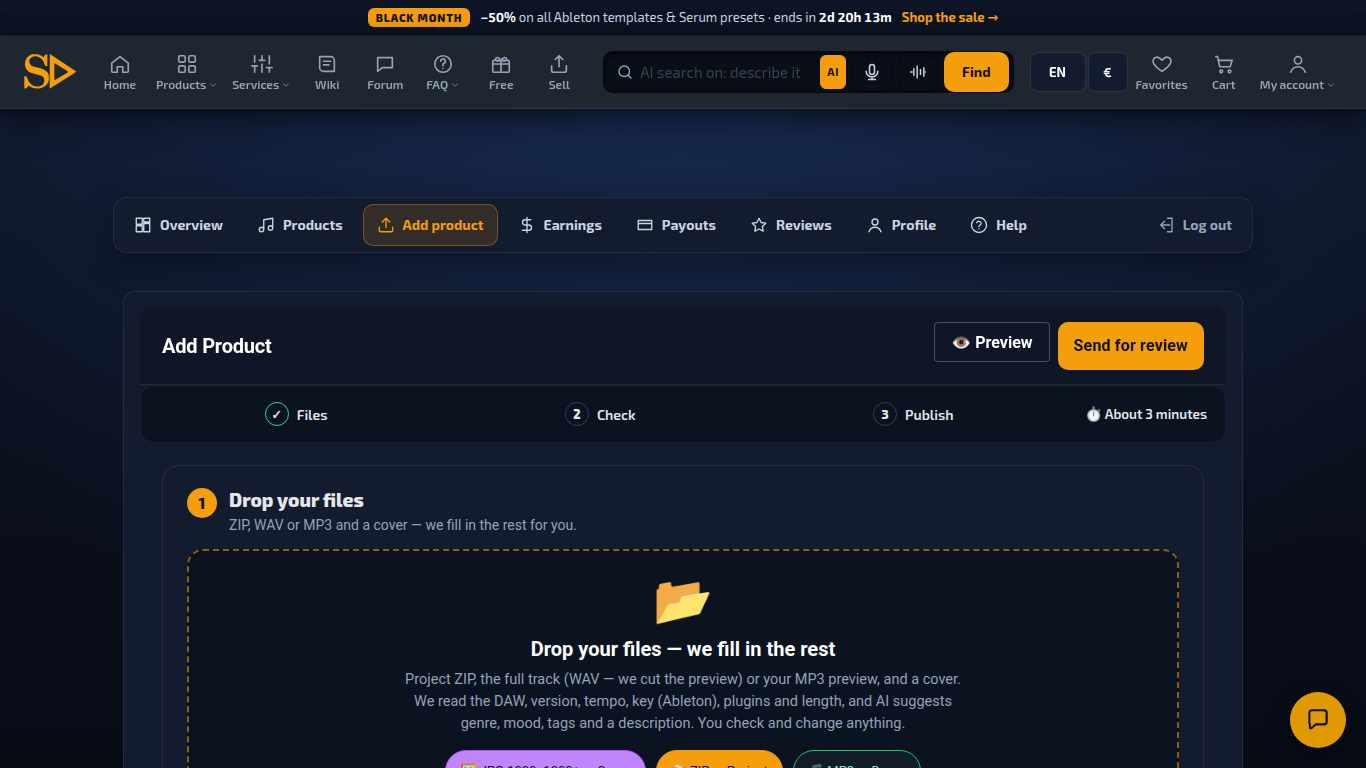 BLACK MONTH −50% on all Ableton templates & Serum presets · ends in 2d 20h 13m Shop the sale →
Home Products Services Wiki Forum FAQ Free Sell
AI search on: describe it AI Find EN € Favorites Cart My account
Overview Products Add product Earnings Payouts Reviews Profile Help Log out
Add Product Preview Send for review
✓ Files 2 Check 3 Publish About 3 minutes
1 Drop your files
ZIP, WAV or MP3 and a cover — we fill in the rest for you.
Drop your files — we fill in the rest
Project ZIP, the full track (WAV — we cut the preview) or your MP3 preview, and a cover.
We read the DAW, version, tempo, key (Ableton), plugins and length, and AI suggests
genre, mood, tags and a description. You check and change anything.